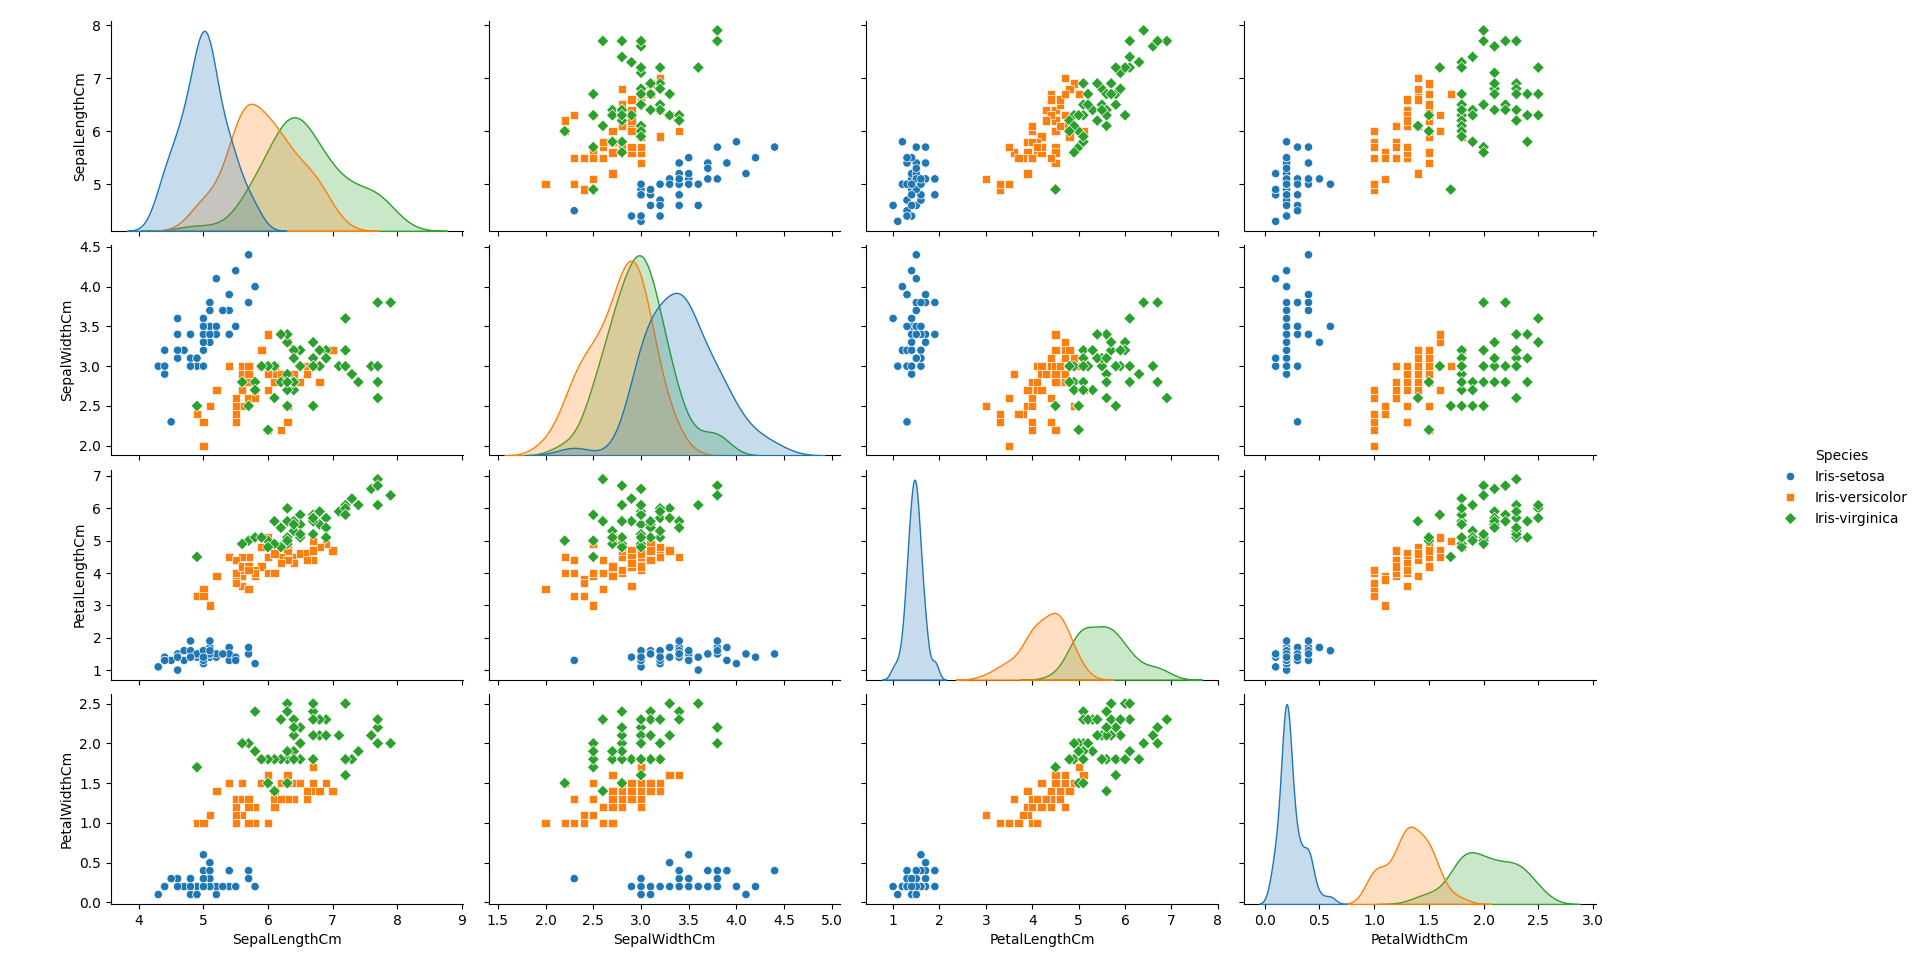 8
7
6
5
SepalLengthCm
4.5
4.0
3.5
3.0
2.5
2.0
SepalWidthCm
7
6
5
4
3
2
1
PetalLengthCm
2.5
2.0
1.5
1.0
0.5
0.0
PetalWidthCm
4 5 6 7 8 9
SepalLengthCm
1.5 2.0 2.5 3.0 3.5 4.0 4.5 5.0
SepalWidthCm
1 2 3 4 5 6 7 8
PetalLengthCm
0.0 0.5 1.0 1.5 2.0 2.5 3.0
PetalWidthCm
Species
Iris-setosa
Iris-versicolor
Iris-virginica